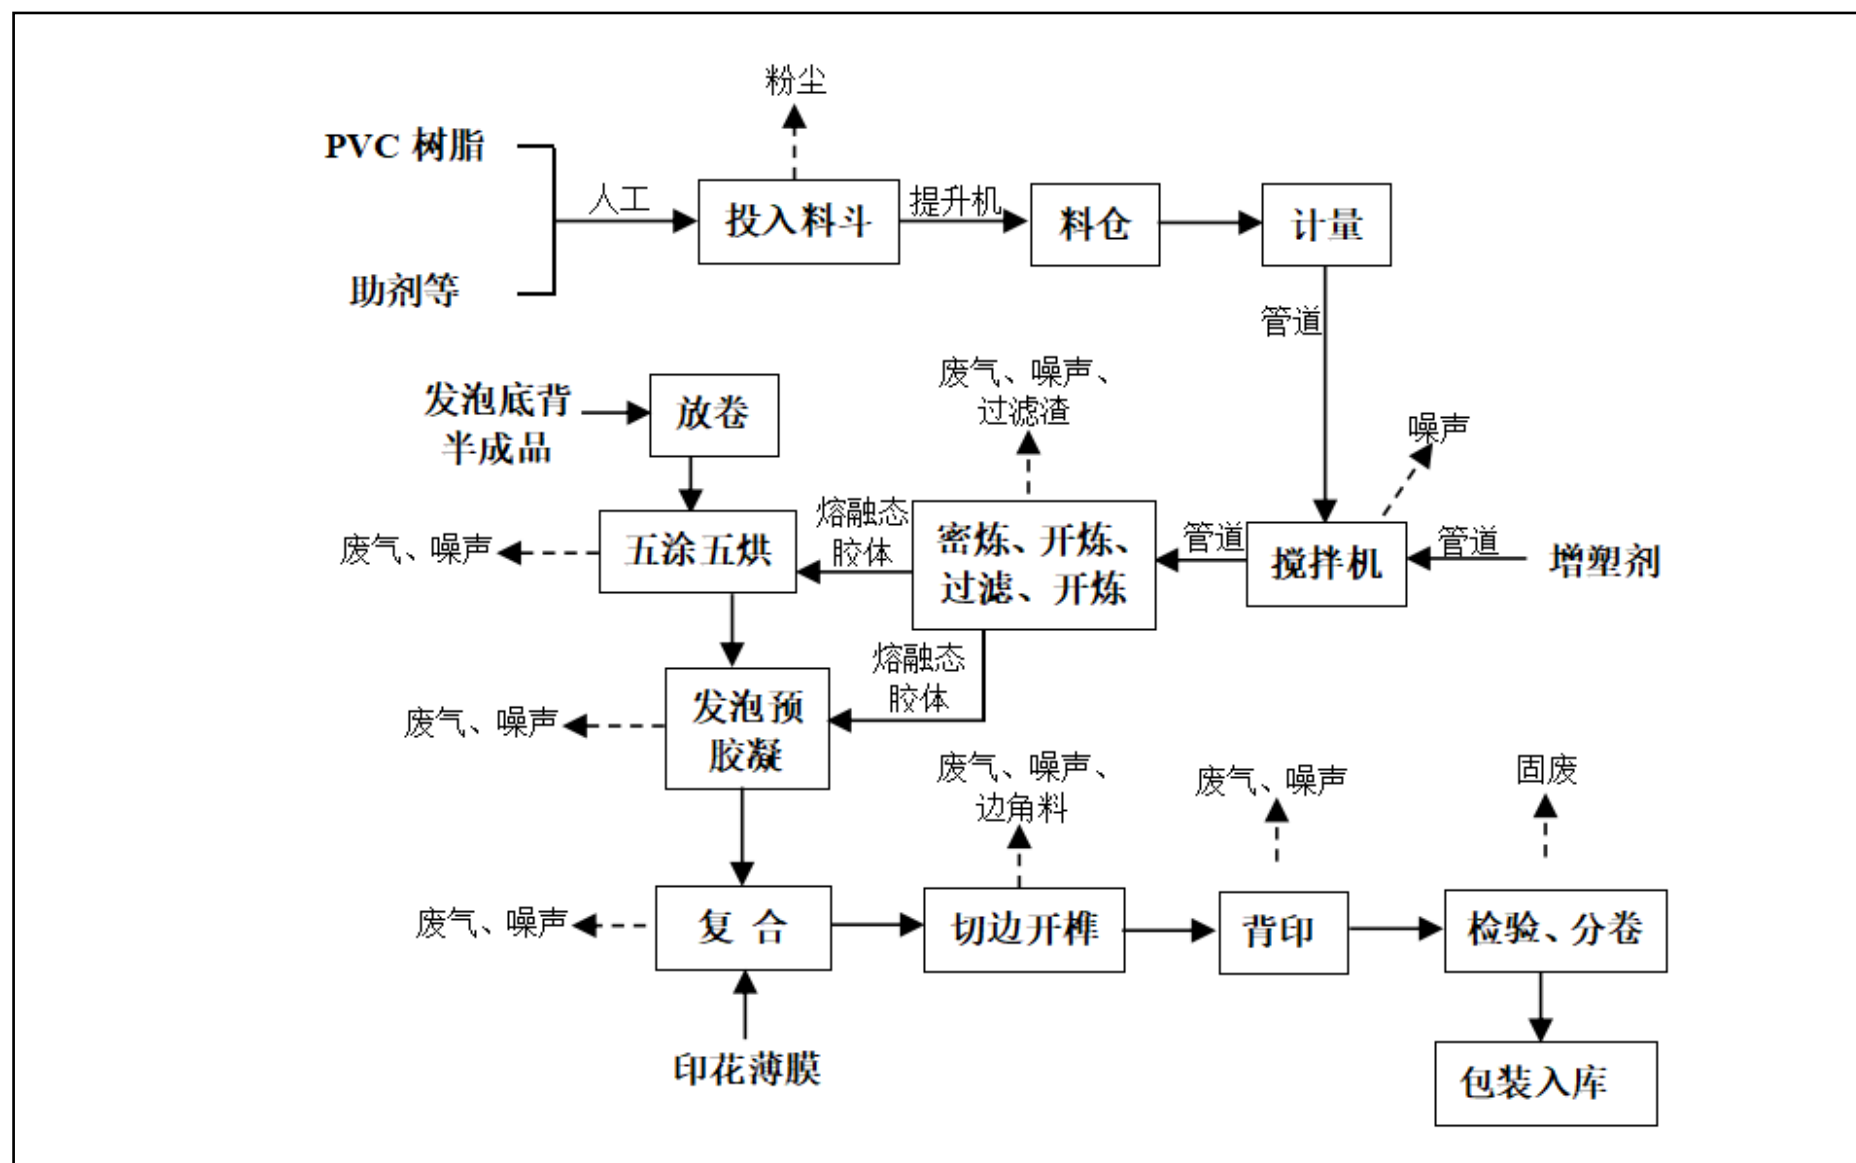 粉尘
PVC 树脂
人工
投入料斗
提升机
料仓
计量
助剂等
管道
废气、噪声、
过滤渣
发泡底背
半成品
放卷
噪声
熔融态
胶体
废气、噪声
五涂五烘
密炼、开炼、
过滤、开炼
管道
搅拌机
管道
增塑剂
熔融态
胶体
废气、噪声
发泡预
胶凝
废气、噪声、
边角料
废气、噪声
固废
废气、噪声
复 合
切边开榫
背印
检验、分卷
印花薄膜
包装入库